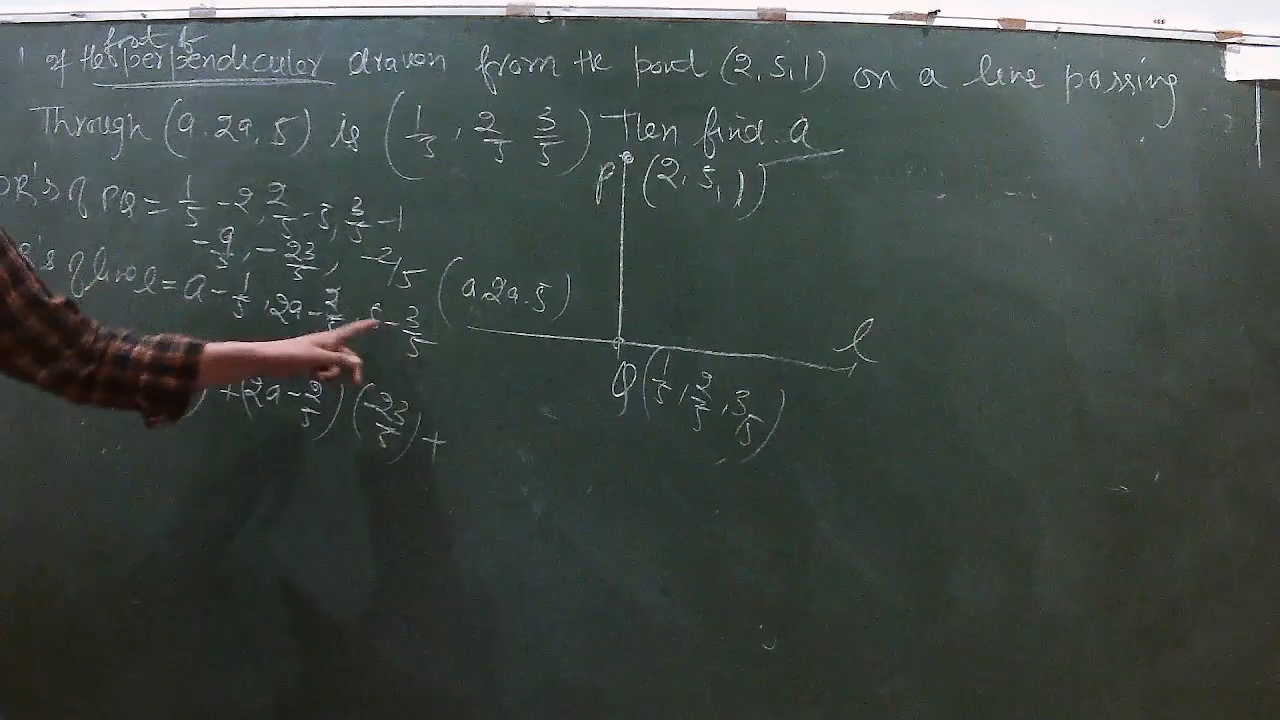 of the foot of perpendicular drawn from the point (2, 5, 1) on a line passing
Through (a, 2a, 5) is (1/5, 2/5 3/5) Then find a
DR's of PQ = 1/5 - 2, 2/5 - 5, 3/5 - 1
-9/5, -23/5, -2/5
's of line l = a - 1/5, 2a - 2/5, 5 - 3/5
) + (2a - 2/5) (-23/5) +
P (2, 5, 1)
(a, 2a, 5)
l
Q (1/5, 2/5, 3/5)